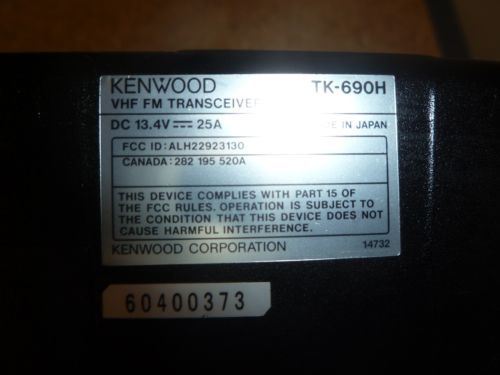 KENWOOD TK-690H
VHF FM TRANSCEIVER
DC 13.4V ⎓ 25A IN JAPAN
FCC ID: ALH22923130
CANADA: 282 195 520A
THIS DEVICE COMPLIES WITH PART 15 OF
THE FCC RULES. OPERATION IS SUBJECT TO
THE CONDITION THAT THIS DEVICE DOES NOT
CAUSE HARMFUL INTERFERENCE.
KENWOOD CORPORATION 14732
60400373